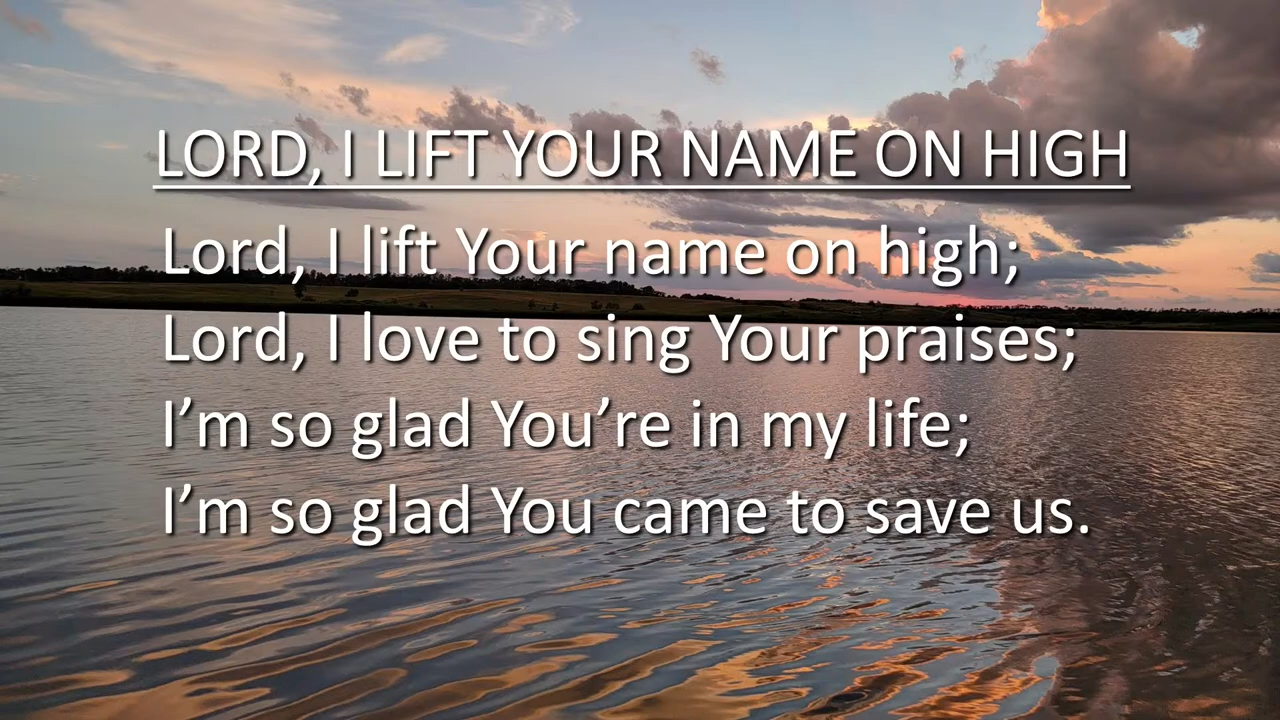 LORD, I LIFT YOUR NAME ON HIGH
Lord, I lift Your name on high;
Lord, I love to sing Your praises;
I’m so glad You’re in my life;
I’m so glad You came to save us.